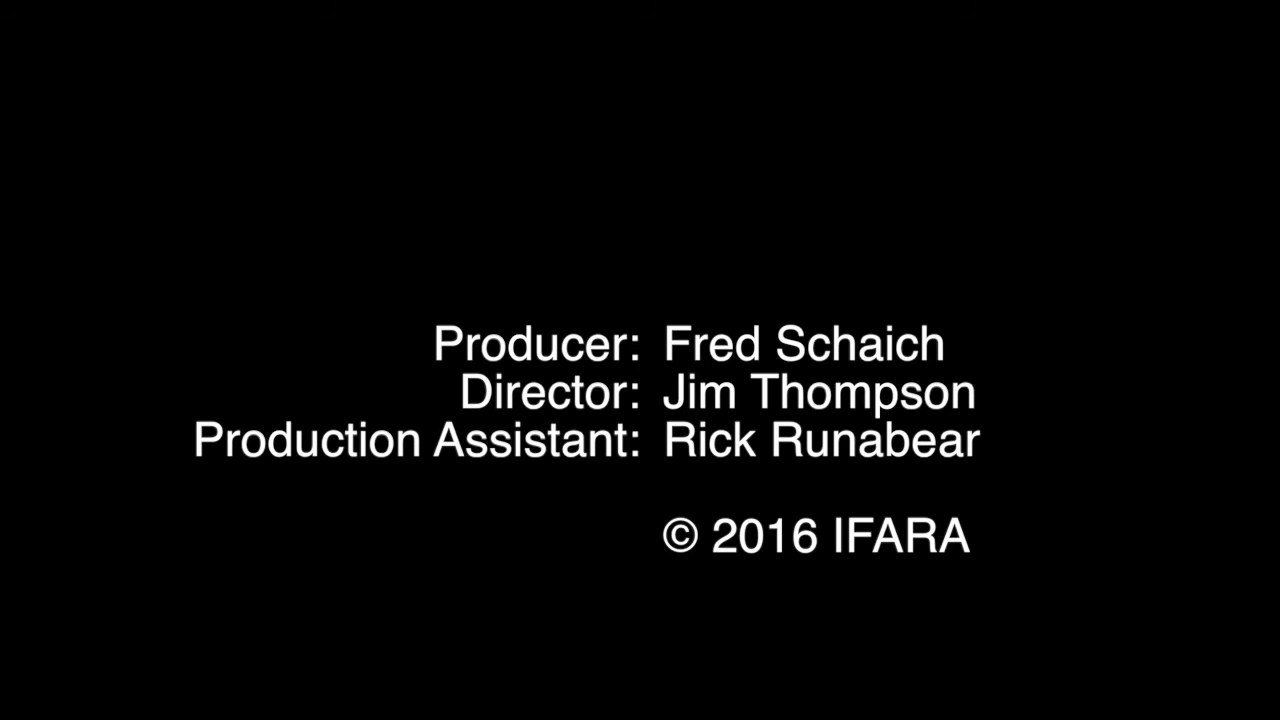 Producer: Fred Schaich
Director: Jim Thompson
Production Assistant: Rick Runabear
© 2016 IFARA